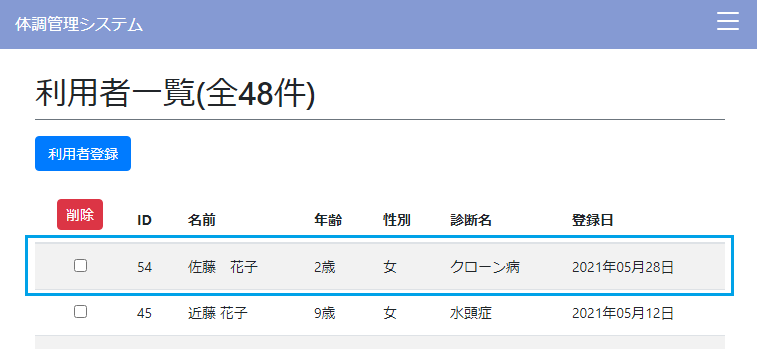 体調管理システム
利用者一覧(全48件)
利用者登録
削除 ID 名前 年齢 性別 診断名 登録日
54 佐藤　花子 2歳 女 クローン病 2021年05月28日
45 近藤 花子 9歳 女 水頭症 2021年05月12日